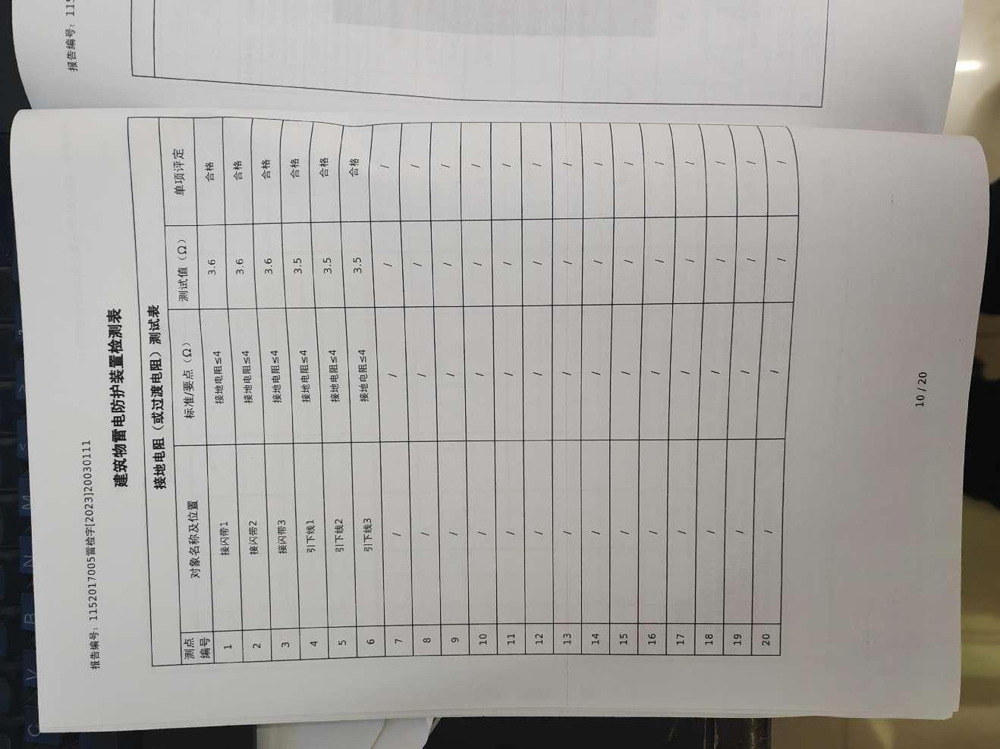 报告编号：115
报告编号：1152017005雷检字[2023]20030111
建筑物雷电防护装置检测表
接地电阻（或过渡电阻）测试表
测点编号 对象名称及位置 标准/要点（Ω） 测试值（Ω） 单项评定
1 接闪带1 接地电阻≤4 3.6 合格
2 接闪带2 接地电阻≤4 3.6 合格
3 接闪带3 接地电阻≤4 3.6 合格
4 引下线1 接地电阻≤4 3.5 合格
5 引下线2 接地电阻≤4 3.5 合格
6 引下线3 接地电阻≤4 3.5 合格
7 / / / /
8 / / / /
9 / / / /
10 / / / /
11 / / / /
12 / / / /
13 / / / /
14 / / / /
15 / / / /
16 / / / /
17 / / / /
18 / / / /
19 / / / /
20 / / / /
10 / 20
C V B N M < > ?